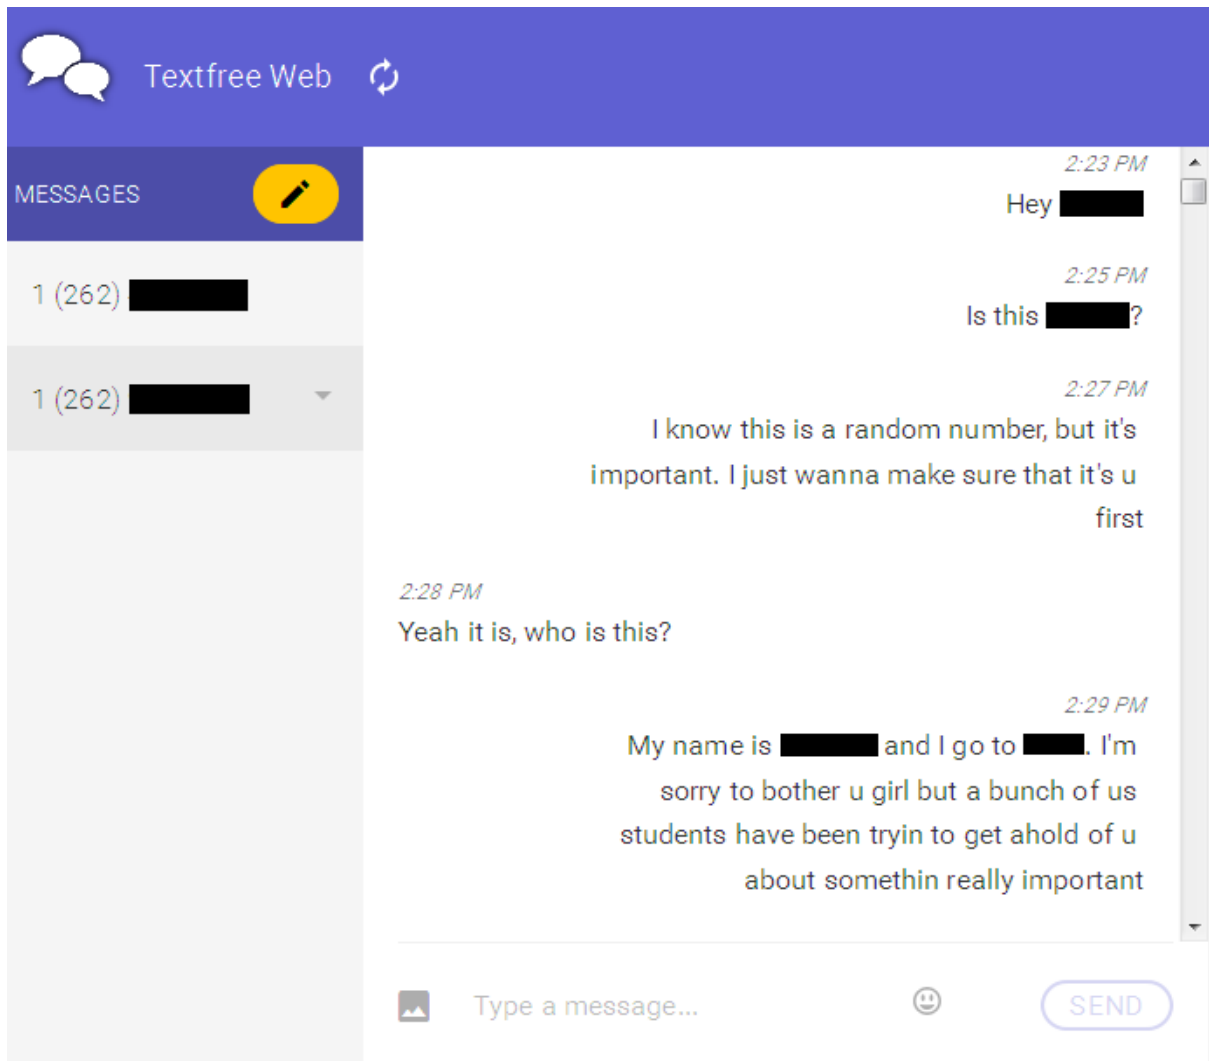 Textfree Web
MESSAGES
1 (262)
1 (262)
2:23 PM
Hey
2:25 PM
Is this ?
2:27 PM
I know this is a random number, but it's
important. I just wanna make sure that it's u
first
2:28 PM
Yeah it is, who is this?
2:29 PM
My name is and I go to . I'm
sorry to bother u girl but a bunch of us
students have been tryin to get ahold of u
about somethin really important
Type a message...
SEND